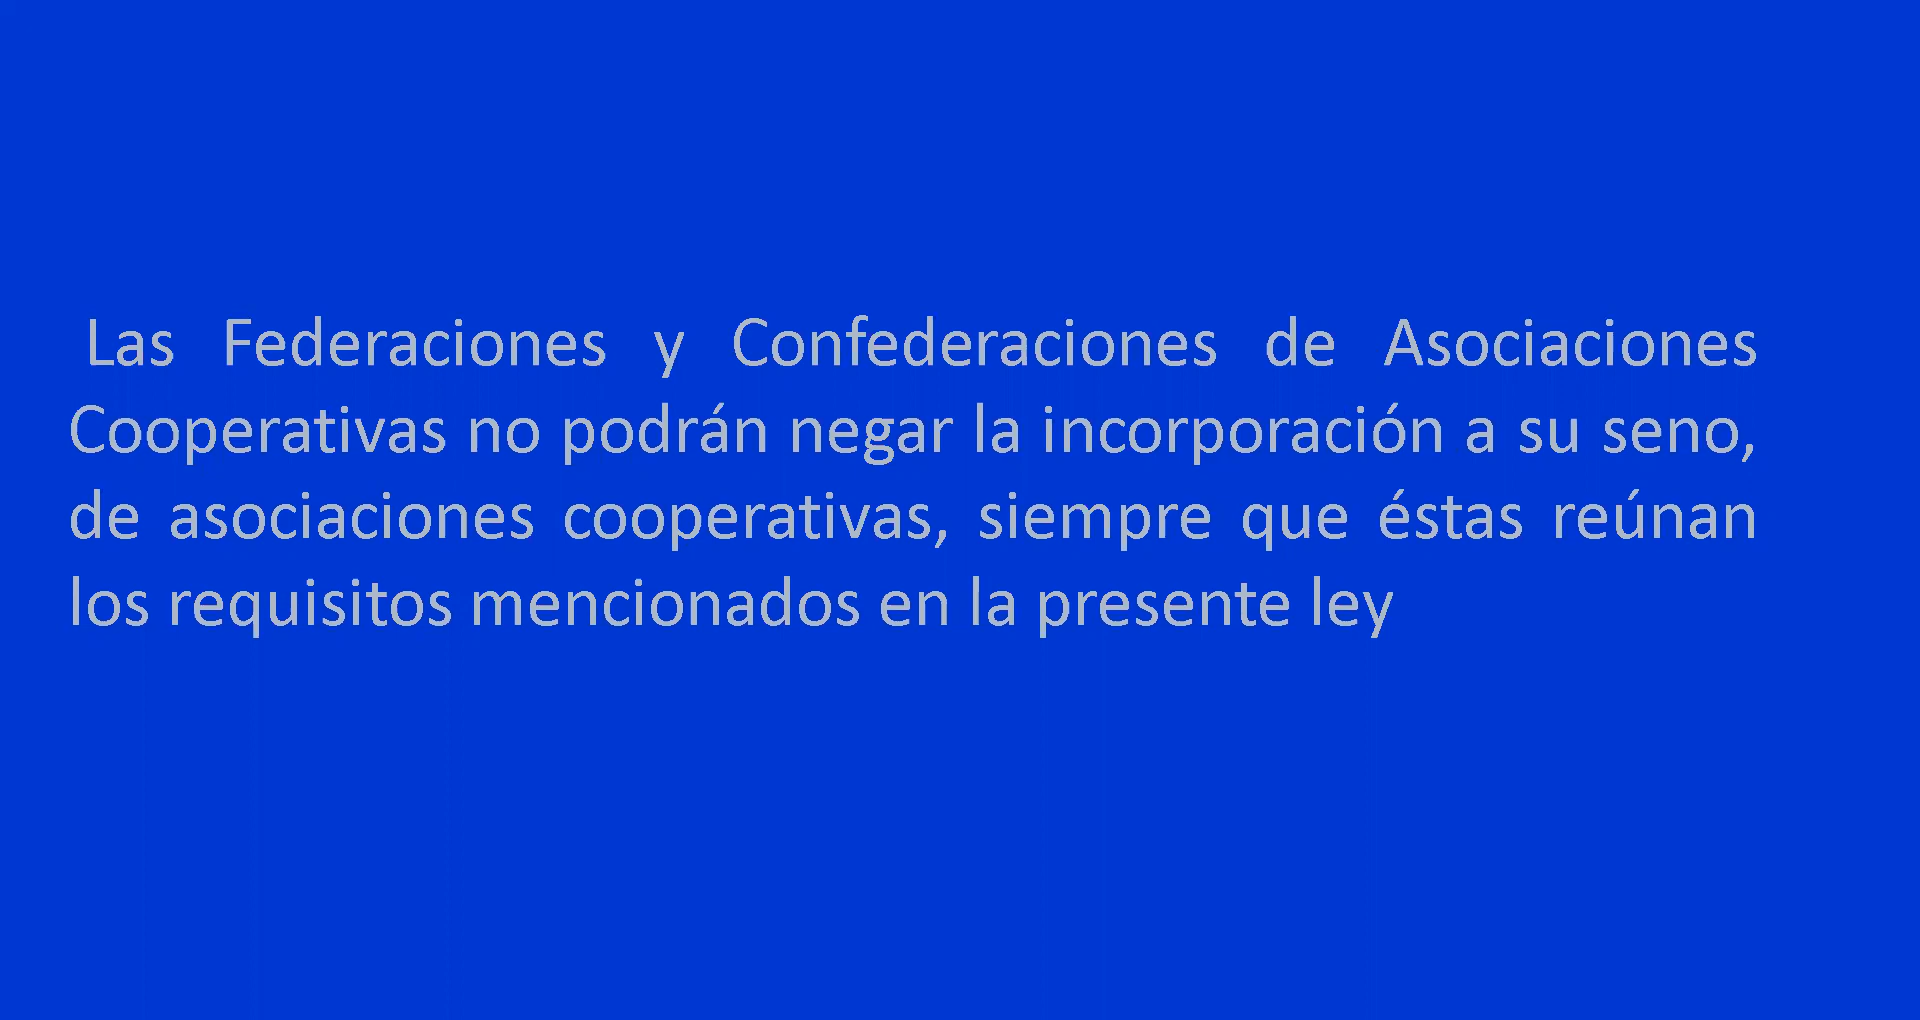 Las Federaciones y Confederaciones de Asociaciones
Cooperativas no podrán negar la incorporación a su seno,
de asociaciones cooperativas, siempre que éstas reúnan
los requisitos mencionados en la presente ley